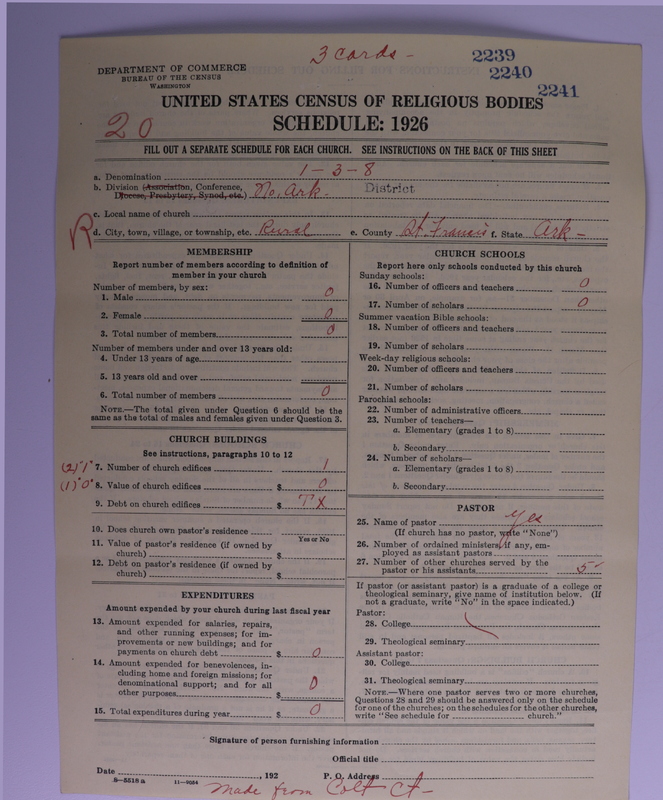 3 cards -
2239
2240
2241
DEPARTMENT OF COMMERCE
BUREAU OF THE CENSUS
WASHINGTON
UNITED STATES CENSUS OF RELIGIOUS BODIES
20
SCHEDULE: 1926
FILL OUT A SEPARATE SCHEDULE FOR EACH CHURCH. SEE INSTRUCTIONS ON THE BACK OF THIS SHEET
a. Denomination 1-3-8
b. Division (Association, Conference, Diocese, Presbytery, Synod, etc.) No. Ark. District
c. Local name of church
R d. City, town, village, or township, etc. Rural e. County St. Francis f. State Ark-
MEMBERSHIP
Report number of members according to definition of
member in your church
Number of members, by sex:
1. Male 0
2. Female 0
3. Total number of members 0
Number of members under and over 13 years old:
4. Under 13 years of age
5. 13 years old and over
6. Total number of members 0
NOTE.—The total given under Question 6 should be the
same as the total of males and females given under Question 3.
CHURCH BUILDINGS
See instructions, paragraphs 10 to 12
(2) "1" 7. Number of church edifices 1
(1) "0" 8. Value of church edifices $ 0
9. Debt on church edifices $ TX
10. Does church own pastor's residence
Yes or No
11. Value of pastor's residence (if owned by
church) $
12. Debt on pastor's residence (if owned by
church) $
EXPENDITURES
Amount expended by your church during last fiscal year
13. Amount expended for salaries, repairs,
and other running expenses; for im-
provements or new buildings; and for
payments on church debt $ 0
14. Amount expended for benevolences, in-
cluding home and foreign missions; for
denominational support; and for all
other purposes $ 0
15. Total expenditures during year $ 0
CHURCH SCHOOLS
Report here only schools conducted by this church
Sunday schools:
16. Number of officers and teachers 0
17. Number of scholars 0
Summer vacation Bible schools:
18. Number of officers and teachers
19. Number of scholars
Week-day religious schools:
20. Number of officers and teachers
21. Number of scholars
Parochial schools:
22. Number of administrative officers
23. Number of teachers—
a. Elementary (grades 1 to 8)
b. Secondary
24. Number of scholars—
a. Elementary (grades 1 to 8)
b. Secondary
PASTOR
25. Name of pastor yes
(If church has no pastor, write "None")
26. Number of ordained ministers, if any, em-
ployed as assistant pastors
27. Number of other churches served by the
pastor or his assistants 5-
If pastor (or assistant pastor) is a graduate of a college or
theological seminary, give name of institution below. (If
not a graduate, write "No" in the space indicated.)
Pastor:
28. College
29. Theological seminary
Assistant pastor:
30. College
31. Theological seminary
NOTE.—Where one pastor serves two or more churches,
Questions 28 and 29 should be answered only on the schedule
for one of the churches; on the schedules for the other churches,
write "See schedule for church."
Signature of person furnishing information
Official title
Date , 192 P. O. Address
8-5518a 11-9084
made from Colt Ct-